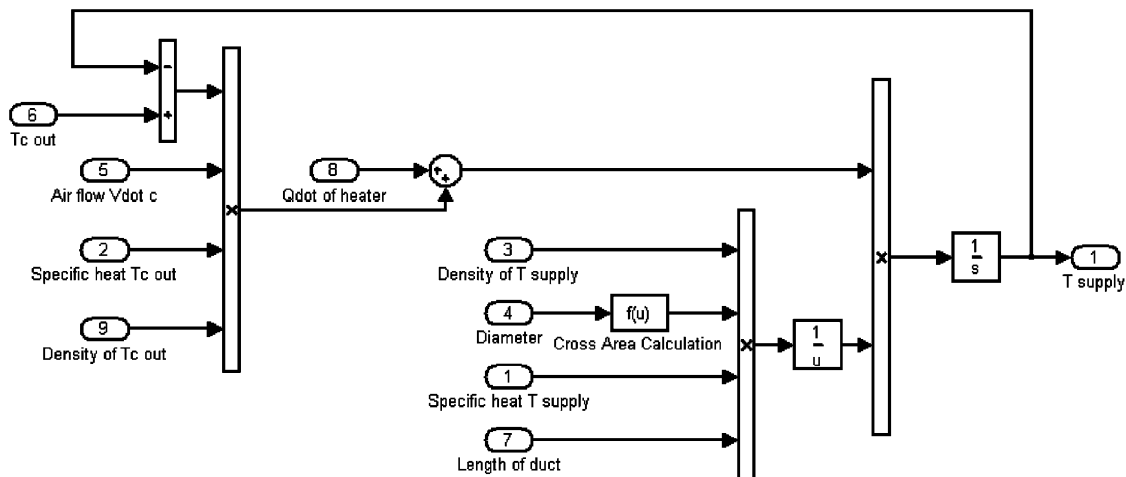 -
+
6
Tc out
5
Air flow Vdot c
×
2
Specific heat Tc out
9
Density of Tc out
8
Qdot of heater
+
+
3
Density of T supply
4
Diameter
f(u)
Cross Area Calculation
×
1
Specific heat T supply
7
Length of duct
1
u
×
1
s
1
T supply